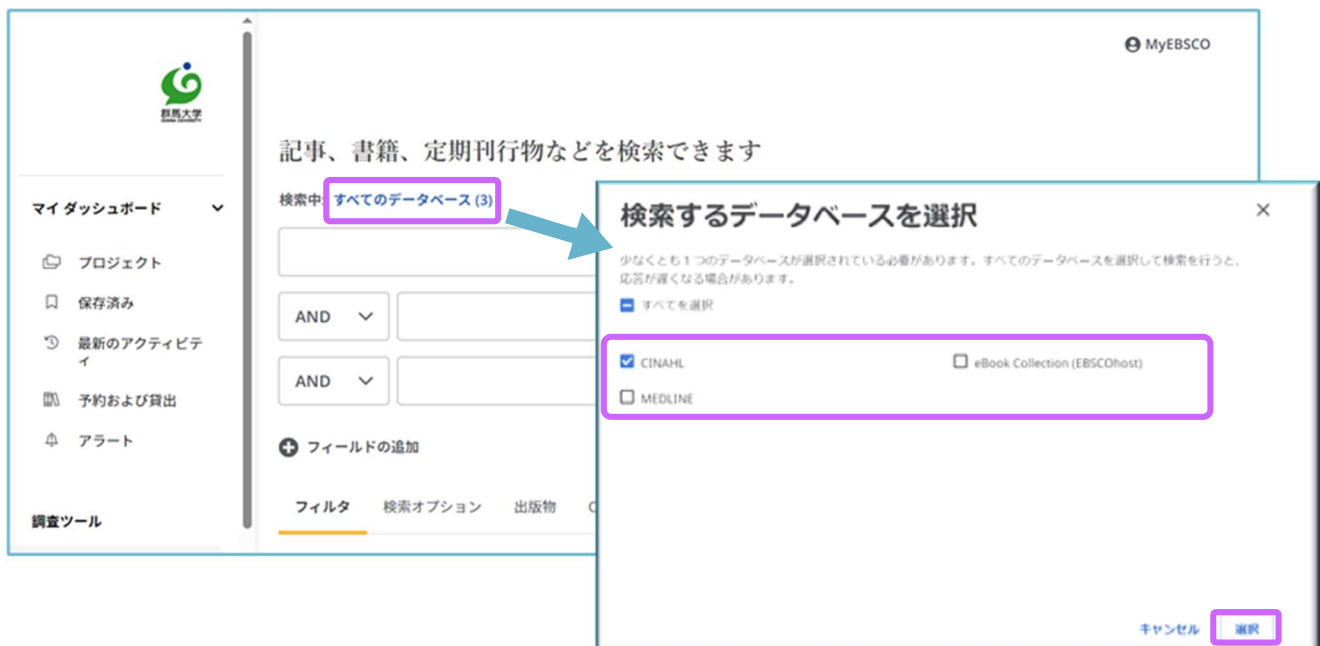 MyEBSCO
群馬大学
GUNMA UNIVERSITY
記事、書籍、定期刊行物などを検索できます
検索中: すべてのデータベース (3)
マイ ダッシュボード
プロジェクト
保存済み
最新のアクティビテ
ィ
予約および貸出
アラート
調査ツール
AND
AND
フィールドの追加
フィルタ 検索オプション 出版物 C
検索するデータベースを選択
少なくとも1つのデータベースが選択されている必要があります。すべてのデータベースを選択して検索を行うと、
応答が遅くなる場合があります。
すべてを選択
CINAHL eBook Collection (EBSCOhost)
MEDLINE
キャンセル 選択